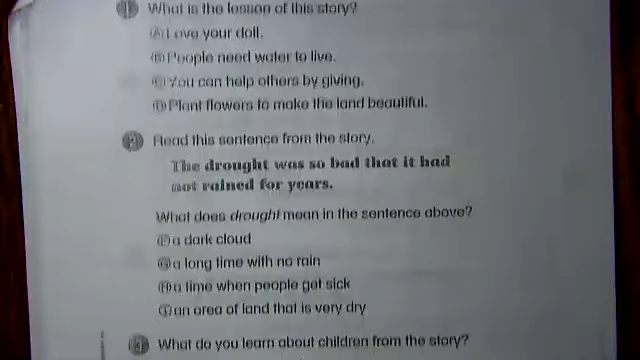 1 What is the lesson of this story?
A Love your doll.
B People need water to live.
C You can help others by giving.
D Plant flowers to make the land beautiful.
2 Read this sentence from the story.
The drought was so bad that it had
not rained for years.
What does drought mean in the sentence above?
F a dark cloud
G a long time with no rain
H a time when people get sick
I an area of land that is very dry
3 What do you learn about children from the story?